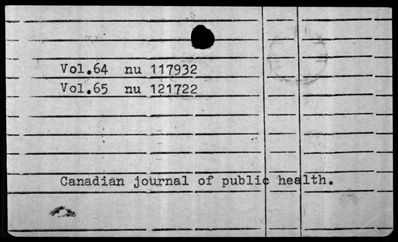 Vol.64 nu 117932
Vol.65 nu 121722
Canadian journal of public health.